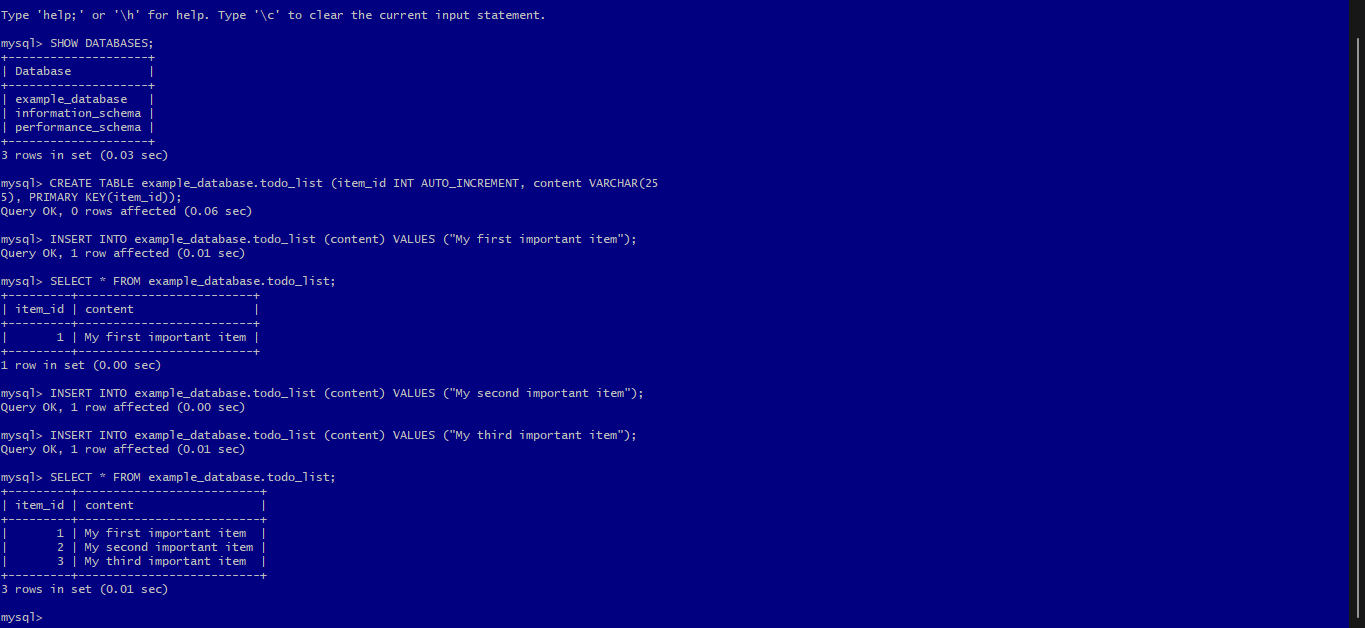 Type 'help;' or '\h' for help. Type '\c' to clear the current input statement.

mysql> SHOW DATABASES;
+--------------------+
| Database           |
+--------------------+
| example_database   |
| information_schema |
| performance_schema |
+--------------------+
3 rows in set (0.03 sec)

mysql> CREATE TABLE example_database.todo_list (item_id INT AUTO_INCREMENT, content VARCHAR(25
5), PRIMARY KEY(item_id));
Query OK, 0 rows affected (0.06 sec)

mysql> INSERT INTO example_database.todo_list (content) VALUES ("My first important item");
Query OK, 1 row affected (0.01 sec)

mysql> SELECT * FROM example_database.todo_list;
+---------+-------------------------+
| item_id | content                 |
+---------+-------------------------+
|       1 | My first important item |
+---------+-------------------------+
1 row in set (0.00 sec)

mysql> INSERT INTO example_database.todo_list (content) VALUES ("My second important item");
Query OK, 1 row affected (0.00 sec)

mysql> INSERT INTO example_database.todo_list (content) VALUES ("My third important item");
Query OK, 1 row affected (0.01 sec)

mysql> SELECT * FROM example_database.todo_list;
+---------+--------------------------+
| item_id | content                  |
+---------+--------------------------+
|       1 | My first important item  |
|       2 | My second important item |
|       3 | My third important item  |
+---------+--------------------------+
3 rows in set (0.01 sec)

mysql>